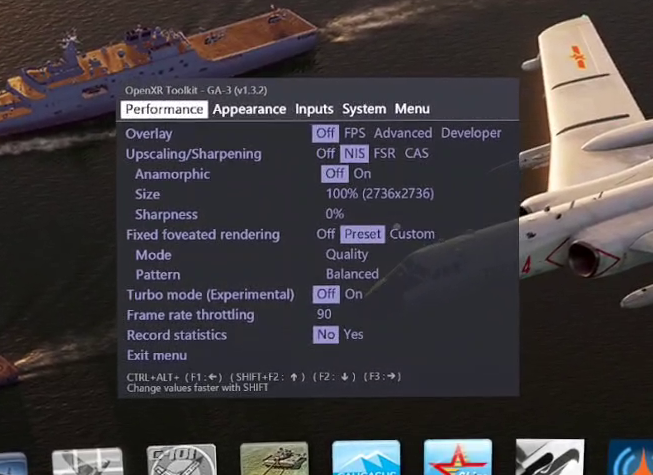 OpenXR Toolkit - GA-3 (v1.3.2)
Performance Appearance Inputs System Menu
Overlay Off FPS Advanced Developer
Upscaling/Sharpening Off NIS FSR CAS
Anamorphic Off On
Size 100% (2736x2736)
Sharpness 0%
Fixed foveated rendering Off Preset Custom
Mode Quality
Pattern Balanced
Turbo mode (Experimental) Off On
Frame rate throttling 90
Record statistics No Yes
Exit menu
CTRL+ALT+ (F1:←) (SHIFT+F2: ↑) (F2: ↓) (F3:→)
Change values faster with SHIFT
4
C-101
CAUCASUS